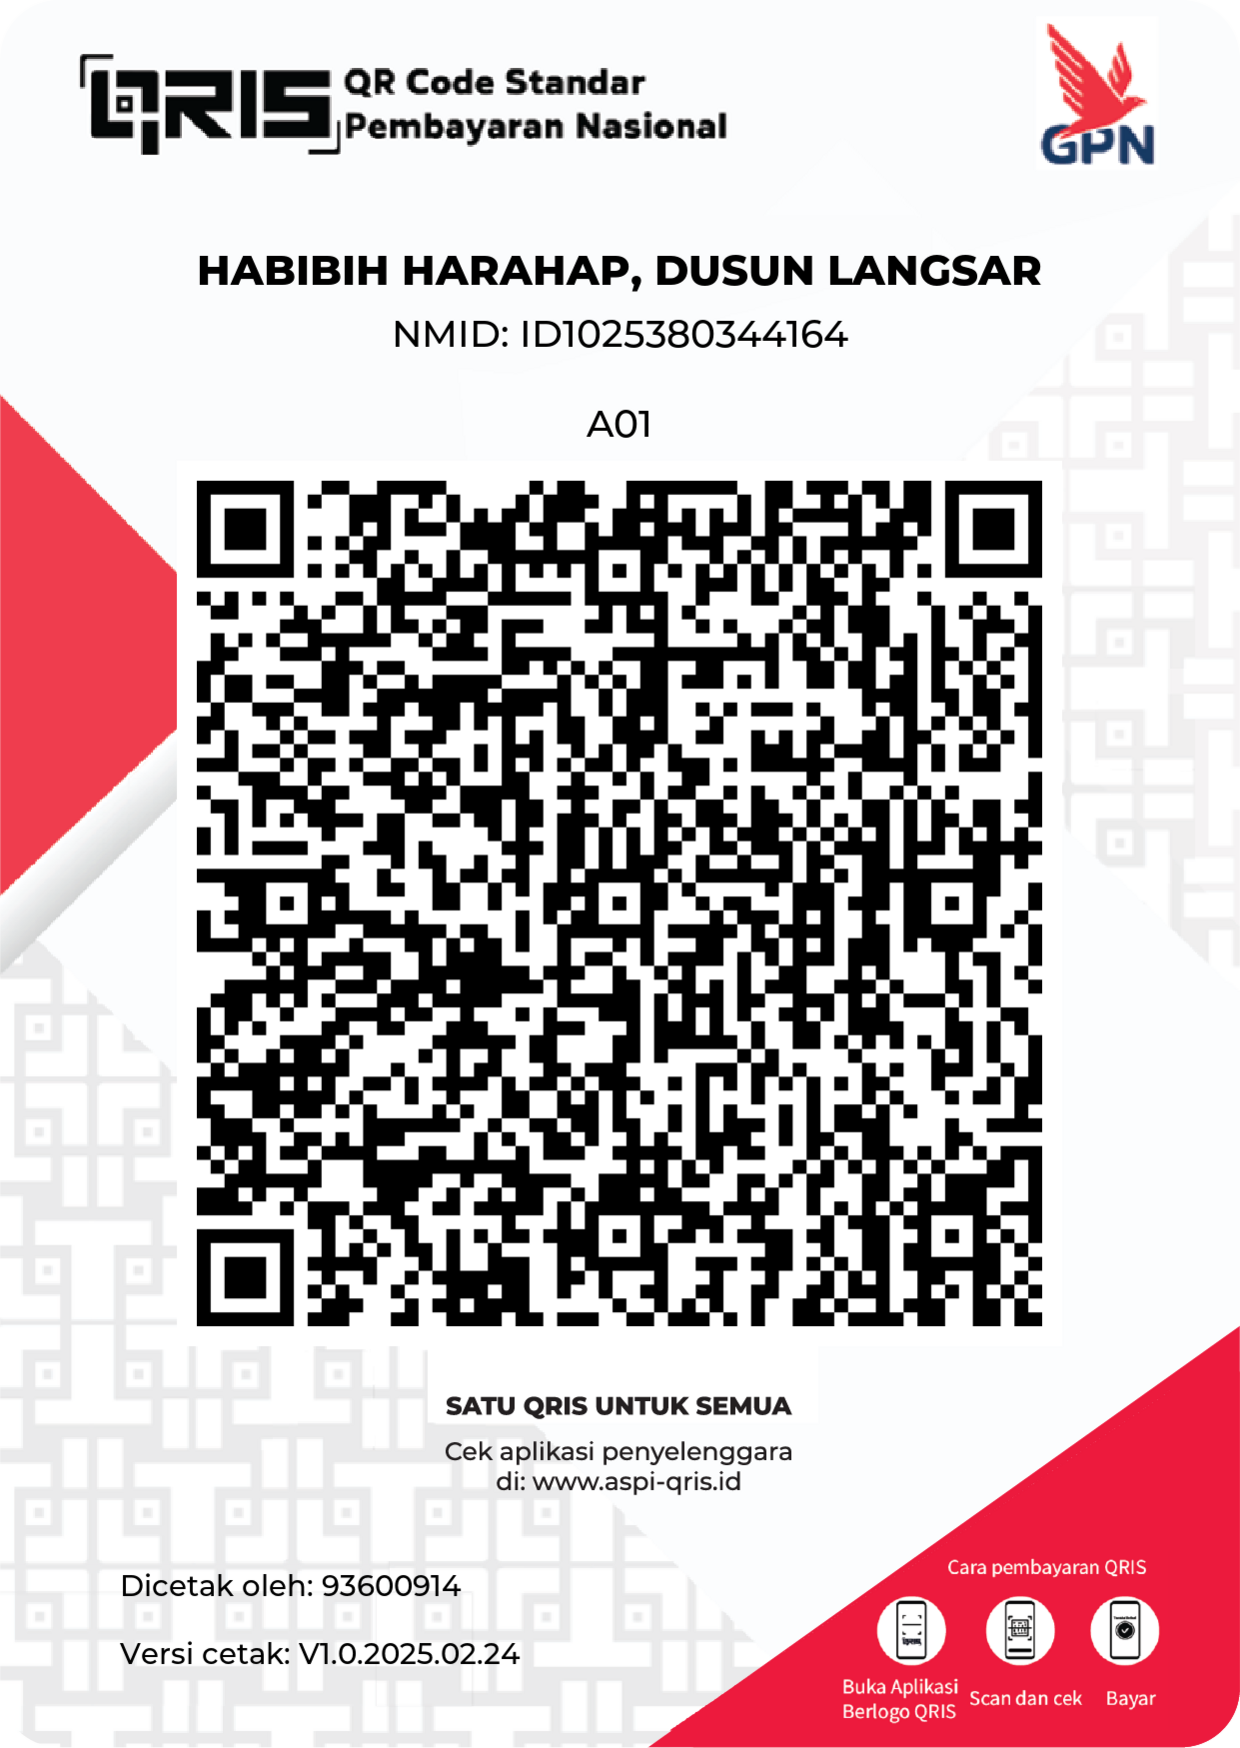 QRIS
QR Code Standar
Pembayaran Nasional
GPN
HABIBIH HARAHAP, DUSUN LANGSAR
NMID: ID1025380344164
A01
SATU QRIS UNTUK SEMUA
Cek aplikasi penyelenggara
di: www.aspi-qris.id
Dicetak oleh: 93600914
Versi cetak: V1.0.2025.02.24
Cara pembayaran QRIS
Buka Aplikasi
Berlogo QRIS
Scan dan cek
Bayar